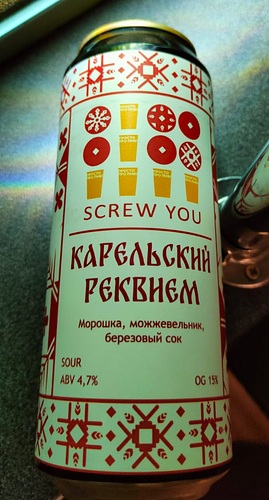 SCREW YOU
КАРЕЛЬСКИЙ
РЕКВИЕМ
Морошка, можжевельник,
березовый сок
SOUR
ABV 4,7%
OG 15%